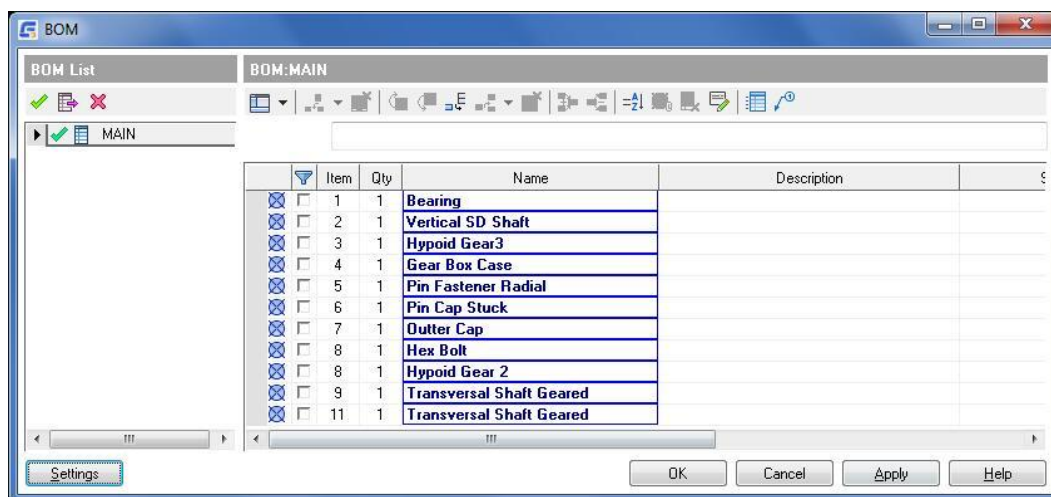 BOM
BOM List
BOM:MAIN
MAIN
Item Qty Name Description
1 1 Bearing
2 1 Vertical SD Shaft
3 1 Hypoid Gear3
4 1 Gear Box Case
5 1 Pin Fastener Radial
6 1 Pin Cap Stuck
7 1 Outter Cap
8 1 Hex Bolt
8 1 Hypoid Gear 2
9 1 Transversal Shaft Geared
11 1 Transversal Shaft Geared
Settings OK Cancel Apply Help